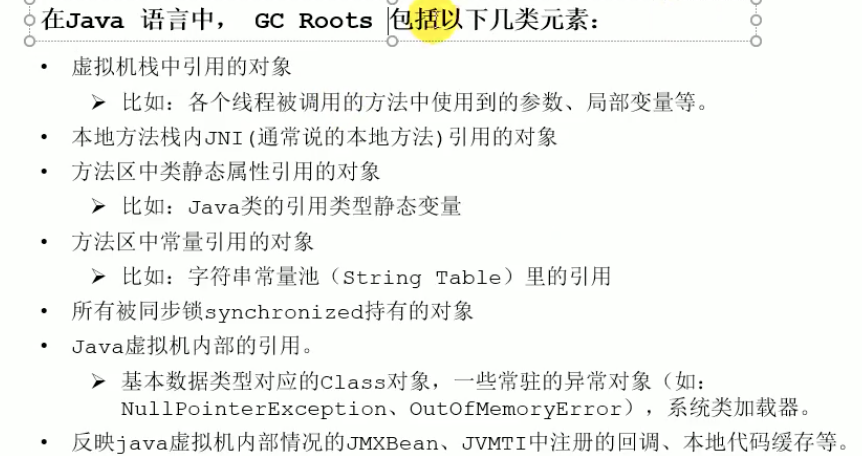 在Java 语言中， GC Roots 包括以下几类元素：
• 虚拟机栈中引用的对象
➢ 比如：各个线程被调用的方法中使用到的参数、局部变量等。
• 本地方法栈内JNI(通常说的本地方法)引用的对象
• 方法区中类静态属性引用的对象
➢ 比如：Java类的引用类型静态变量
• 方法区中常量引用的对象
➢ 比如：字符串常量池（String Table）里的引用
• 所有被同步锁synchronized持有的对象
• Java虚拟机内部的引用。
➢ 基本数据类型对应的Class对象，一些常驻的异常对象（如：
NullPointerException、OutOfMemoryError），系统类加载器。
• 反映java虚拟机内部情况的JMXBean、JVMTI中注册的回调、本地代码缓存等。